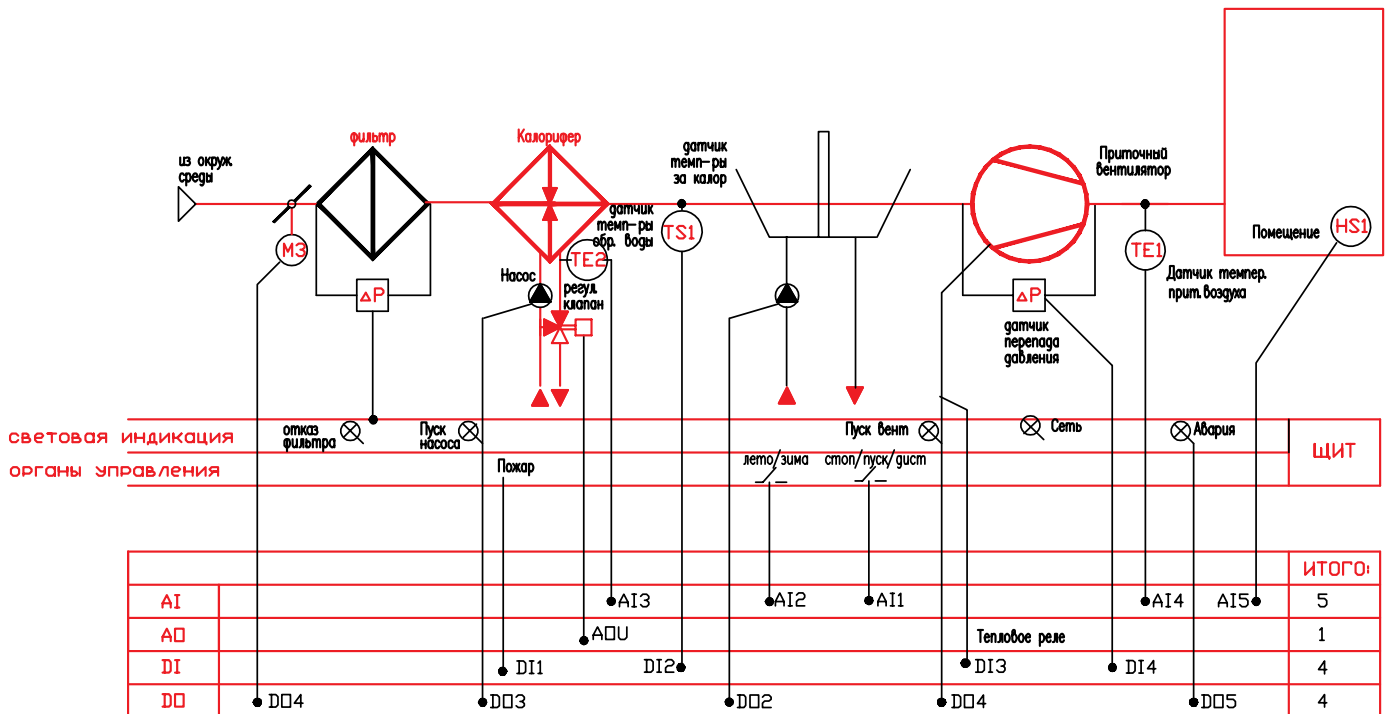 фильтр
Калорифер
датчик
темп-ры
за калор
Приточный
вентилятор
из окруж.
среды
датчик
темп-ры
обр. воды
TS1
HS1
Помещение
МЗ
TE2
TE1
Насос
регул.
клапан
ΔP
ΔP
Датчик темпер.
прит. воздуха
датчик
перепада
давления
световая индикация
отказ
фильтра
Пуск
насоса
Пуск вент
Сеть
Авария
ЩИТ
органы управления
Пожар
лето/зима
стоп/пуск/дист
ИТОГО:
AI
AI3
AI2
AI1
AI4
AI5
5
AO
AOU
Тепловое реле
1
DI
DI1
DI2
DI3
DI4
4
DO
DO4
DO3
DO2
DO4
DO5
4